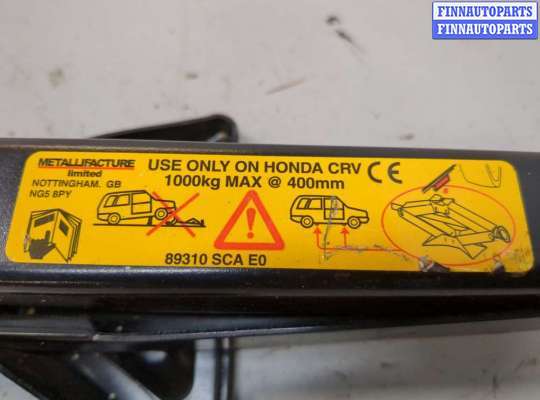 FINNAUTOPARTS
FINNAUTOPARTS
METALLIFACTURE
limited
NOTTINGHAM. GB
NG5 8PY
USE ONLY ON HONDA CRV CE
1000kg MAX @ 400mm
89310 SCA E0